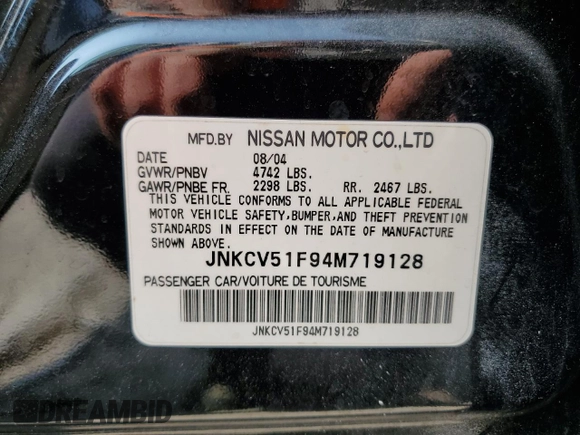 MFD.BY NISSAN MOTOR CO.,LTD
DATE 08/04
GVWR/PNBV 4742 LBS.
GAWR/PNBE FR. 2298 LBS. RR. 2467 LBS.
THIS VEHICLE CONFORMS TO ALL APPLICABLE FEDERAL
MOTOR VEHICLE SAFETY,BUMPER,AND THEFT PREVENTION
STANDARDS IN EFFECT ON THE DATE OF MANUFACTURE
SHOWN ABOVE.
JNKCV51F94M719128
PASSENGER CAR/VOITURE DE TOURISME
JNKCV51F94M719128
DREAMBID